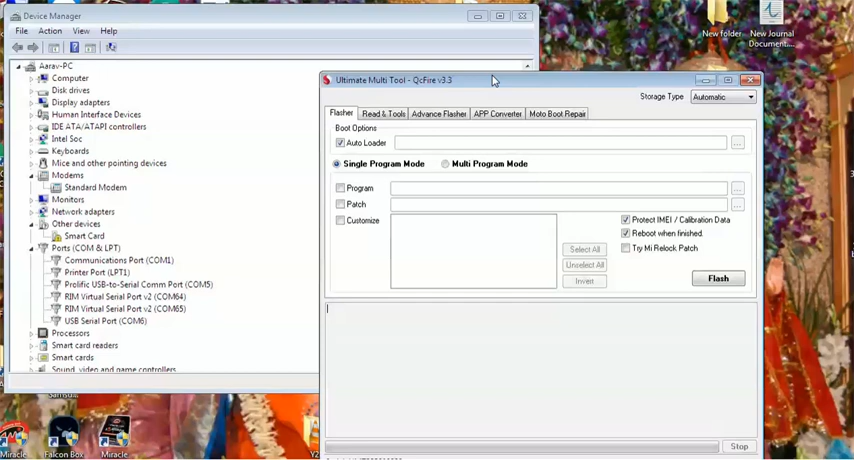 Device Manager
File Action View Help
Aarav-PC
Computer
Disk drives
Display adapters
Human Interface Devices
IDE ATA/ATAPI controllers
Intel Soc
Keyboards
Mice and other pointing devices
Modems
Standard Modem
Monitors
Network adapters
Other devices
Smart Card
Ports (COM & LPT)
Communications Port (COM1)
Printer Port (LPT1)
Prolific USB-to-Serial Comm Port (COM5)
RIM Virtual Serial Port v2 (COM64)
RIM Virtual Serial Port v2 (COM65)
USB Serial Port (COM6)
Processors
Smart card readers
Smart cards
Sound, video and game controllers
Ultimate Multi Tool - QcFire v3.3
Storage Type Automatic
Flasher Read & Tools Advance Flasher APP Converter Moto Boot Repair
Boot Options
Auto Loader ...
Single Program Mode Multi Program Mode
Program ...
Patch ...
Customize
Select All
Unselect All
Invert
Protect IMEI / Calibration Data
Reboot when finished.
Try Mi Relock Patch
Flash
Stop
New folder
New Journal
Document....
Miracle
Falcon Box
Miracle